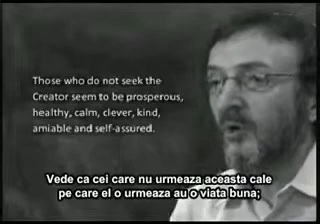 Those who do not seek the
Creator seem to be prosperous,
healthy, calm, clever, kind,
amiable and self-assured.
Vede ca cei care nu urmeaza aceasta cale
pe care el o urmeaza au o viata buna;